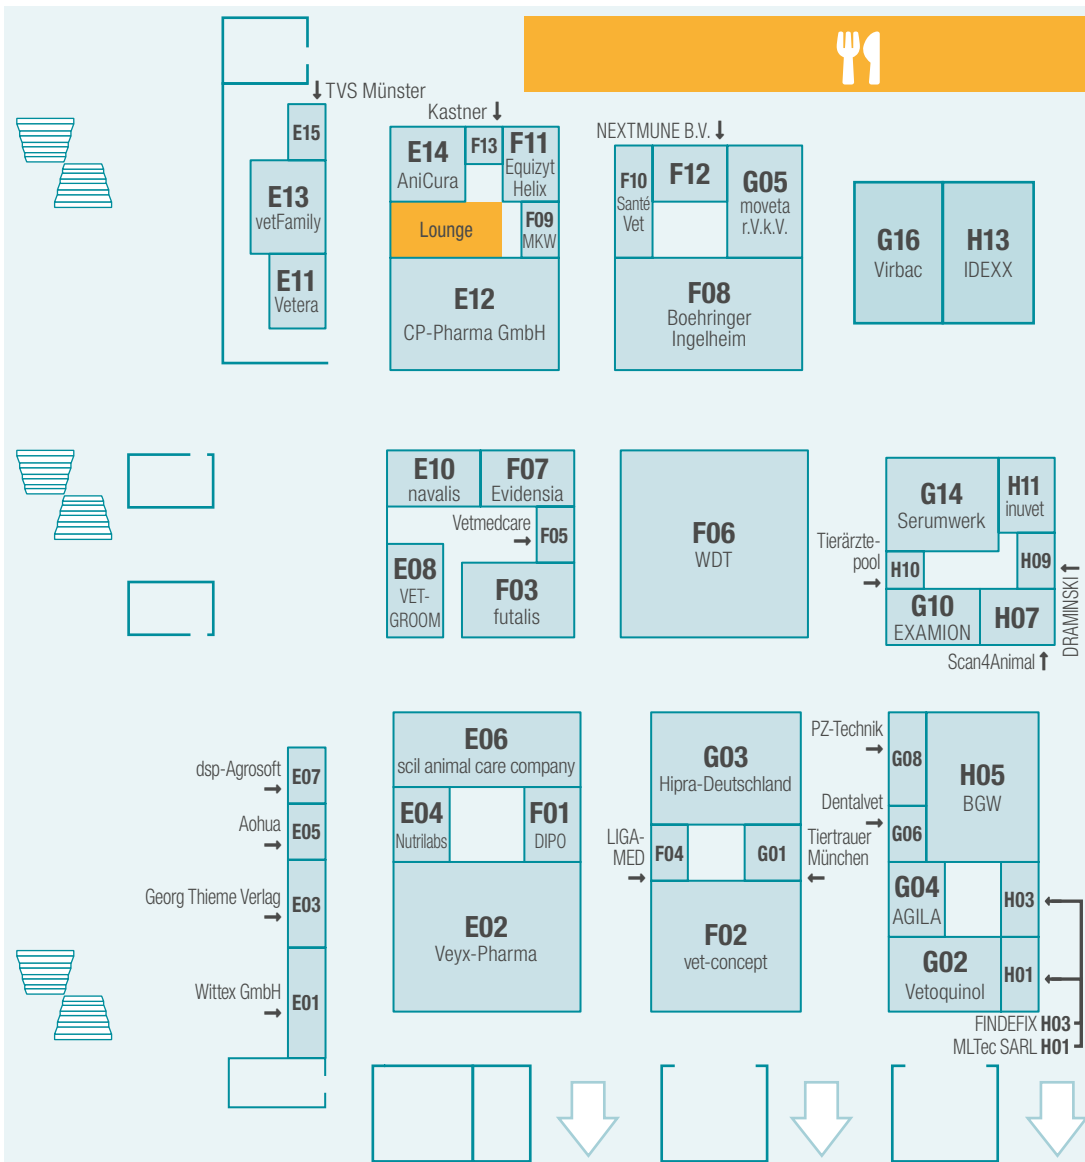 TVS Münster
E15
E13
vetFamily
E11
Vetera
Kastner
E14
AniCura
F13
F11
Equizyt
Helix
Lounge
F09
MKW
E12
CP-Pharma GmbH
NEXTMUNE B.V.
F10
Santé
Vet
F12
G05
moveta
r.V.k.V.
F08
Boehringer
Ingelheim
G16
Virbac
H13
IDEXX
E10
navalis
F07
Evidensia
Vetmedcare
F05
E08
VET-
GROOM
F03
futalis
F06
WDT
G14
Serumwerk
H11
inuvet
Tierärzte-
pool
H10
H09
DRAMINSKI
G10
EXAMION
H07
Scan4Animal
dsp-Agrosoft
E07
Aohua
E05
Georg Thieme Verlag
E03
Wittex GmbH
E01
E06
scil animal care company
E04
Nutrilabs
F01
DIPO
E02
Veyx-Pharma
G03
Hipra-Deutschland
LIGA-
MED
F04
G01
Tiertrauer
München
F02
vet-concept
PZ-Technik
G08
H05
BGW
Dentalvet
G06
G04
AGILA
H03
G02
Vetoquinol
H01
FINDEFIX H03
MLTec SARL H01